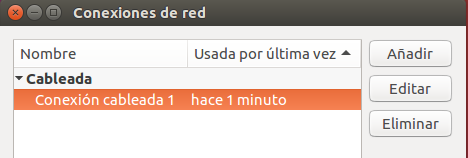 Conexiones de red
Nombre Usada por última vez Añadir
Cableada
Editar
Conexión cableada 1 hace 1 minuto
Eliminar